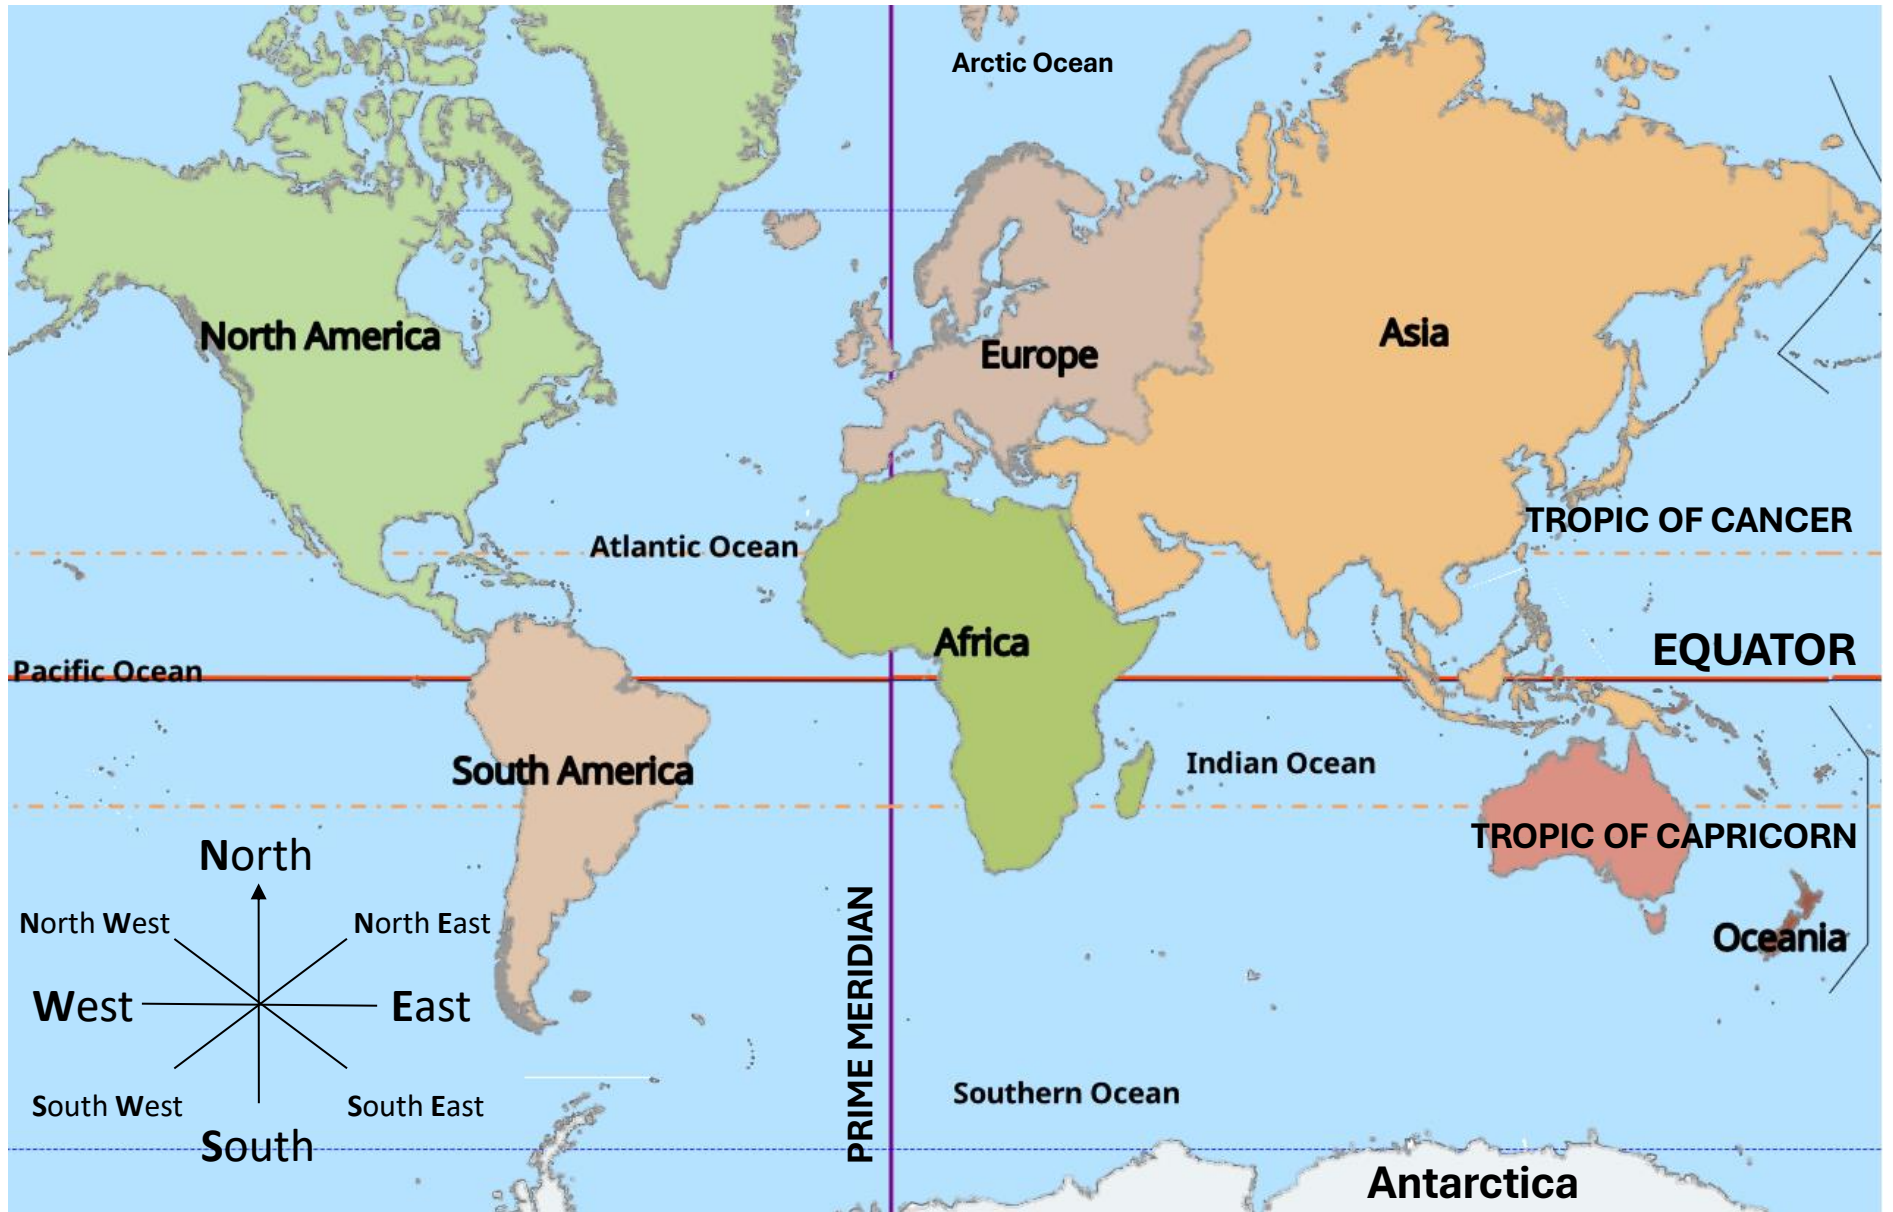 Arctic Ocean
North America
Europe
Asia
TROPIC OF CANCER
Atlantic Ocean
Africa
EQUATOR
Pacific Ocean
South America
Indian Ocean
TROPIC OF CAPRICORN
North
North West
North East
Oceania
West
East
PRIME MERIDIAN
Southern Ocean
South West
South East
South
Antarctica